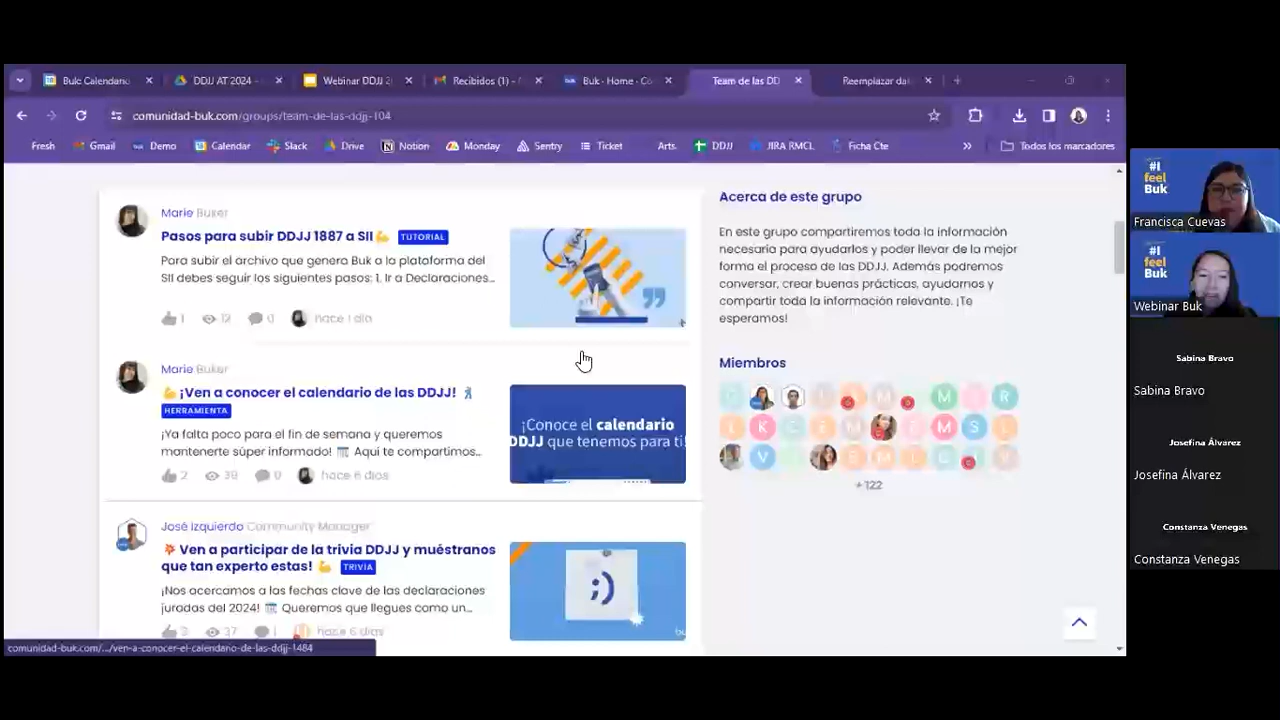 Buk Calendario
DDJJ AT 2024 -
Webinar DDJJ 2
Recibidos (1) -
Buk - Home - Co
Team de las DD
Reemplazar da
comunidad-buk.com/groups/team-de-las-ddjj-104
Fresh
Gmail
Demo
Calendar
Slack
Drive
Notion
Monday
Sentry
Ticket
Arts.
DDJJ
JIRA RMCL
Ficha Cte
Todos los marcadores
Marie Buker
Pasos para subir DDJJ 1887 a SII💪 TUTORIAL
Para subir el archivo que genera Buk a la plataforma del
SII debes seguir los siguientes pasos: 1. Ir a Declaraciones...
1 12 0 hace 1 día
Marie Buker
💪 ¡Ven a conocer el calendario de las DDJJ!
HERRAMIENTA
¡Ya falta poco para el fin de semana y queremos
mantenerte súper informado! Aquí te compartimos...
2 39 0 hace 6 días
¡Conoce el calendario
DDJJ que tenemos para ti!
José Izquierdo Community Manager
💥 Ven a participar de la trivia DDJJ y muéstranos
que tan experto estas! 💪 TRIVIA
¡Nos acercamos a las fechas clave de las declaraciones
juradas del 2024! Queremos que llegues como un...
37 1 hace 6 días
Acerca de este grupo
En este grupo compartiremos toda la información
necesaria para ayudarlos y poder llevar de la mejor
forma el proceso de las DDJJ. Además podremos
conversar, crear buenas prácticas, ayudarnos y
compartir toda la información relevante. ¡Te
esperamos!
Miembros
M
R
K
M
S
V
+122
comunidad-buk.com/.../ven-a-conocer-el-calendario-de-las-ddjj-1484
#I
feel
Buk
Francisca Cuevas
#I
feel
Buk
Webinar Buk
Sabina Bravo
Sabina Bravo
Josefina Álvarez
Josefina Álvarez
Constanza Venegas
Constanza Venegas